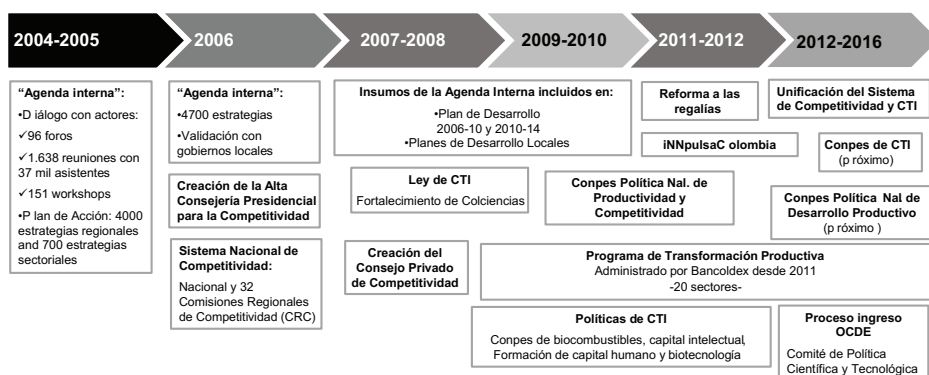 2004-2005
2006
2007-2008
2009-2010
2011-2012
2012-2016
“Agenda interna”:
•D iálogo con actores:
✓96 foros
✓1.638 reuniones con
37 mil asistentes
✓151 workshops
•P lan de Acción: 4000
estrategias regionales
and 700 estrategias
sectoriales
“Agenda interna”:
•4700 estrategias
•Validación con
gobiernos locales
Creación de la Alta
Consejería Presidencial
para la Competitividad
Sistema Nacional de
Competitividad:
Nacional y 32
Comisiones Regionales
de Competitividad (CRC)
Insumos de la Agenda Interna incluidos en:
•Plan de Desarrollo
2006-10 y 2010-14
•Planes de Desarrollo Locales
Ley de CTI
Fortalecimiento de Colciencias
Creación del
Consejo Privado
de Competitividad
Conpes Política Nal. de
Productividad y
Competitividad
Reforma a las
regalías
iNNpulsaC olombia
Unificación del Sistema
de Competitividad y CTI
Conpes de CTI
(p róximo)
Conpes Política Nal de
Desarrollo Productivo
(p róximo )
Programa de Transformación Productiva
Administrado por Bancoldex desde 2011
-20 sectores-
Políticas de CTI
Conpes de biocombustibles, capital intelectual,
Formación de capital humano y biotecnología
Proceso ingreso
OCDE
Comité de Política
Científica y Tecnológica